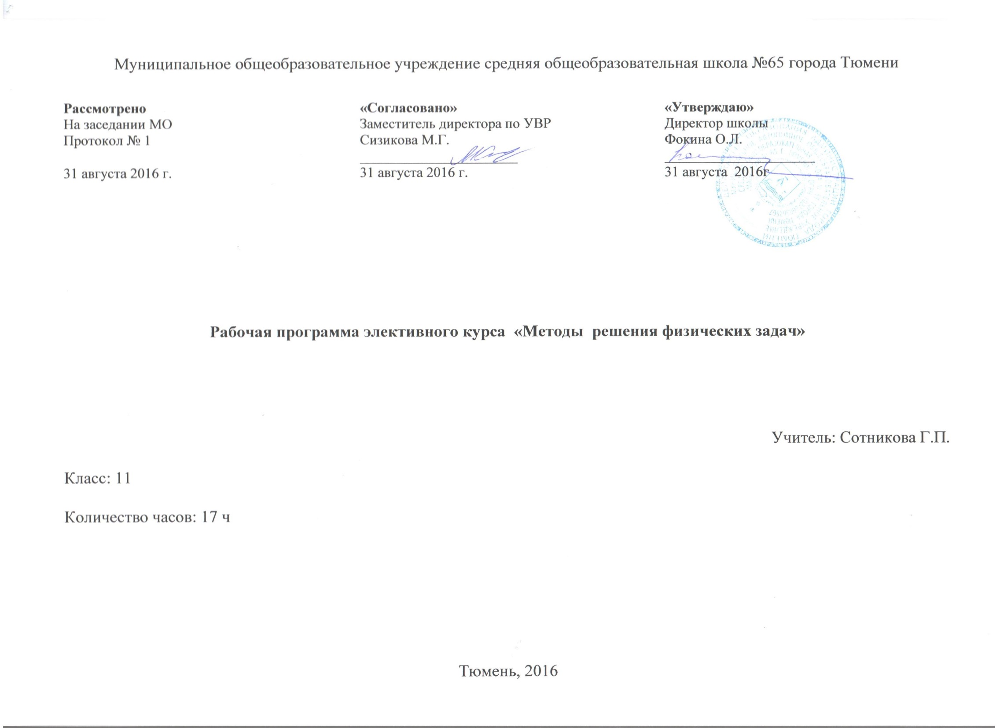 Муниципальное общеобразовательное учреждение средняя общеобразовательная школа №65 города Тюмени
Рассмотрено
На заседании МО
Протокол № 1
31 августа 2016 г.
«Согласовано»
Заместитель директора по УВР
Сизикова М.Г.
31 августа 2016 г.
«Утверждаю»
Директор школы
Фокина О.Л.
31 августа  2016г
Рабочая программа элективного курса  «Методы  решения физических задач»
Учитель: Сотникова Г.П.
Класс: 11
Количество часов: 17 ч
Тюмень, 2016